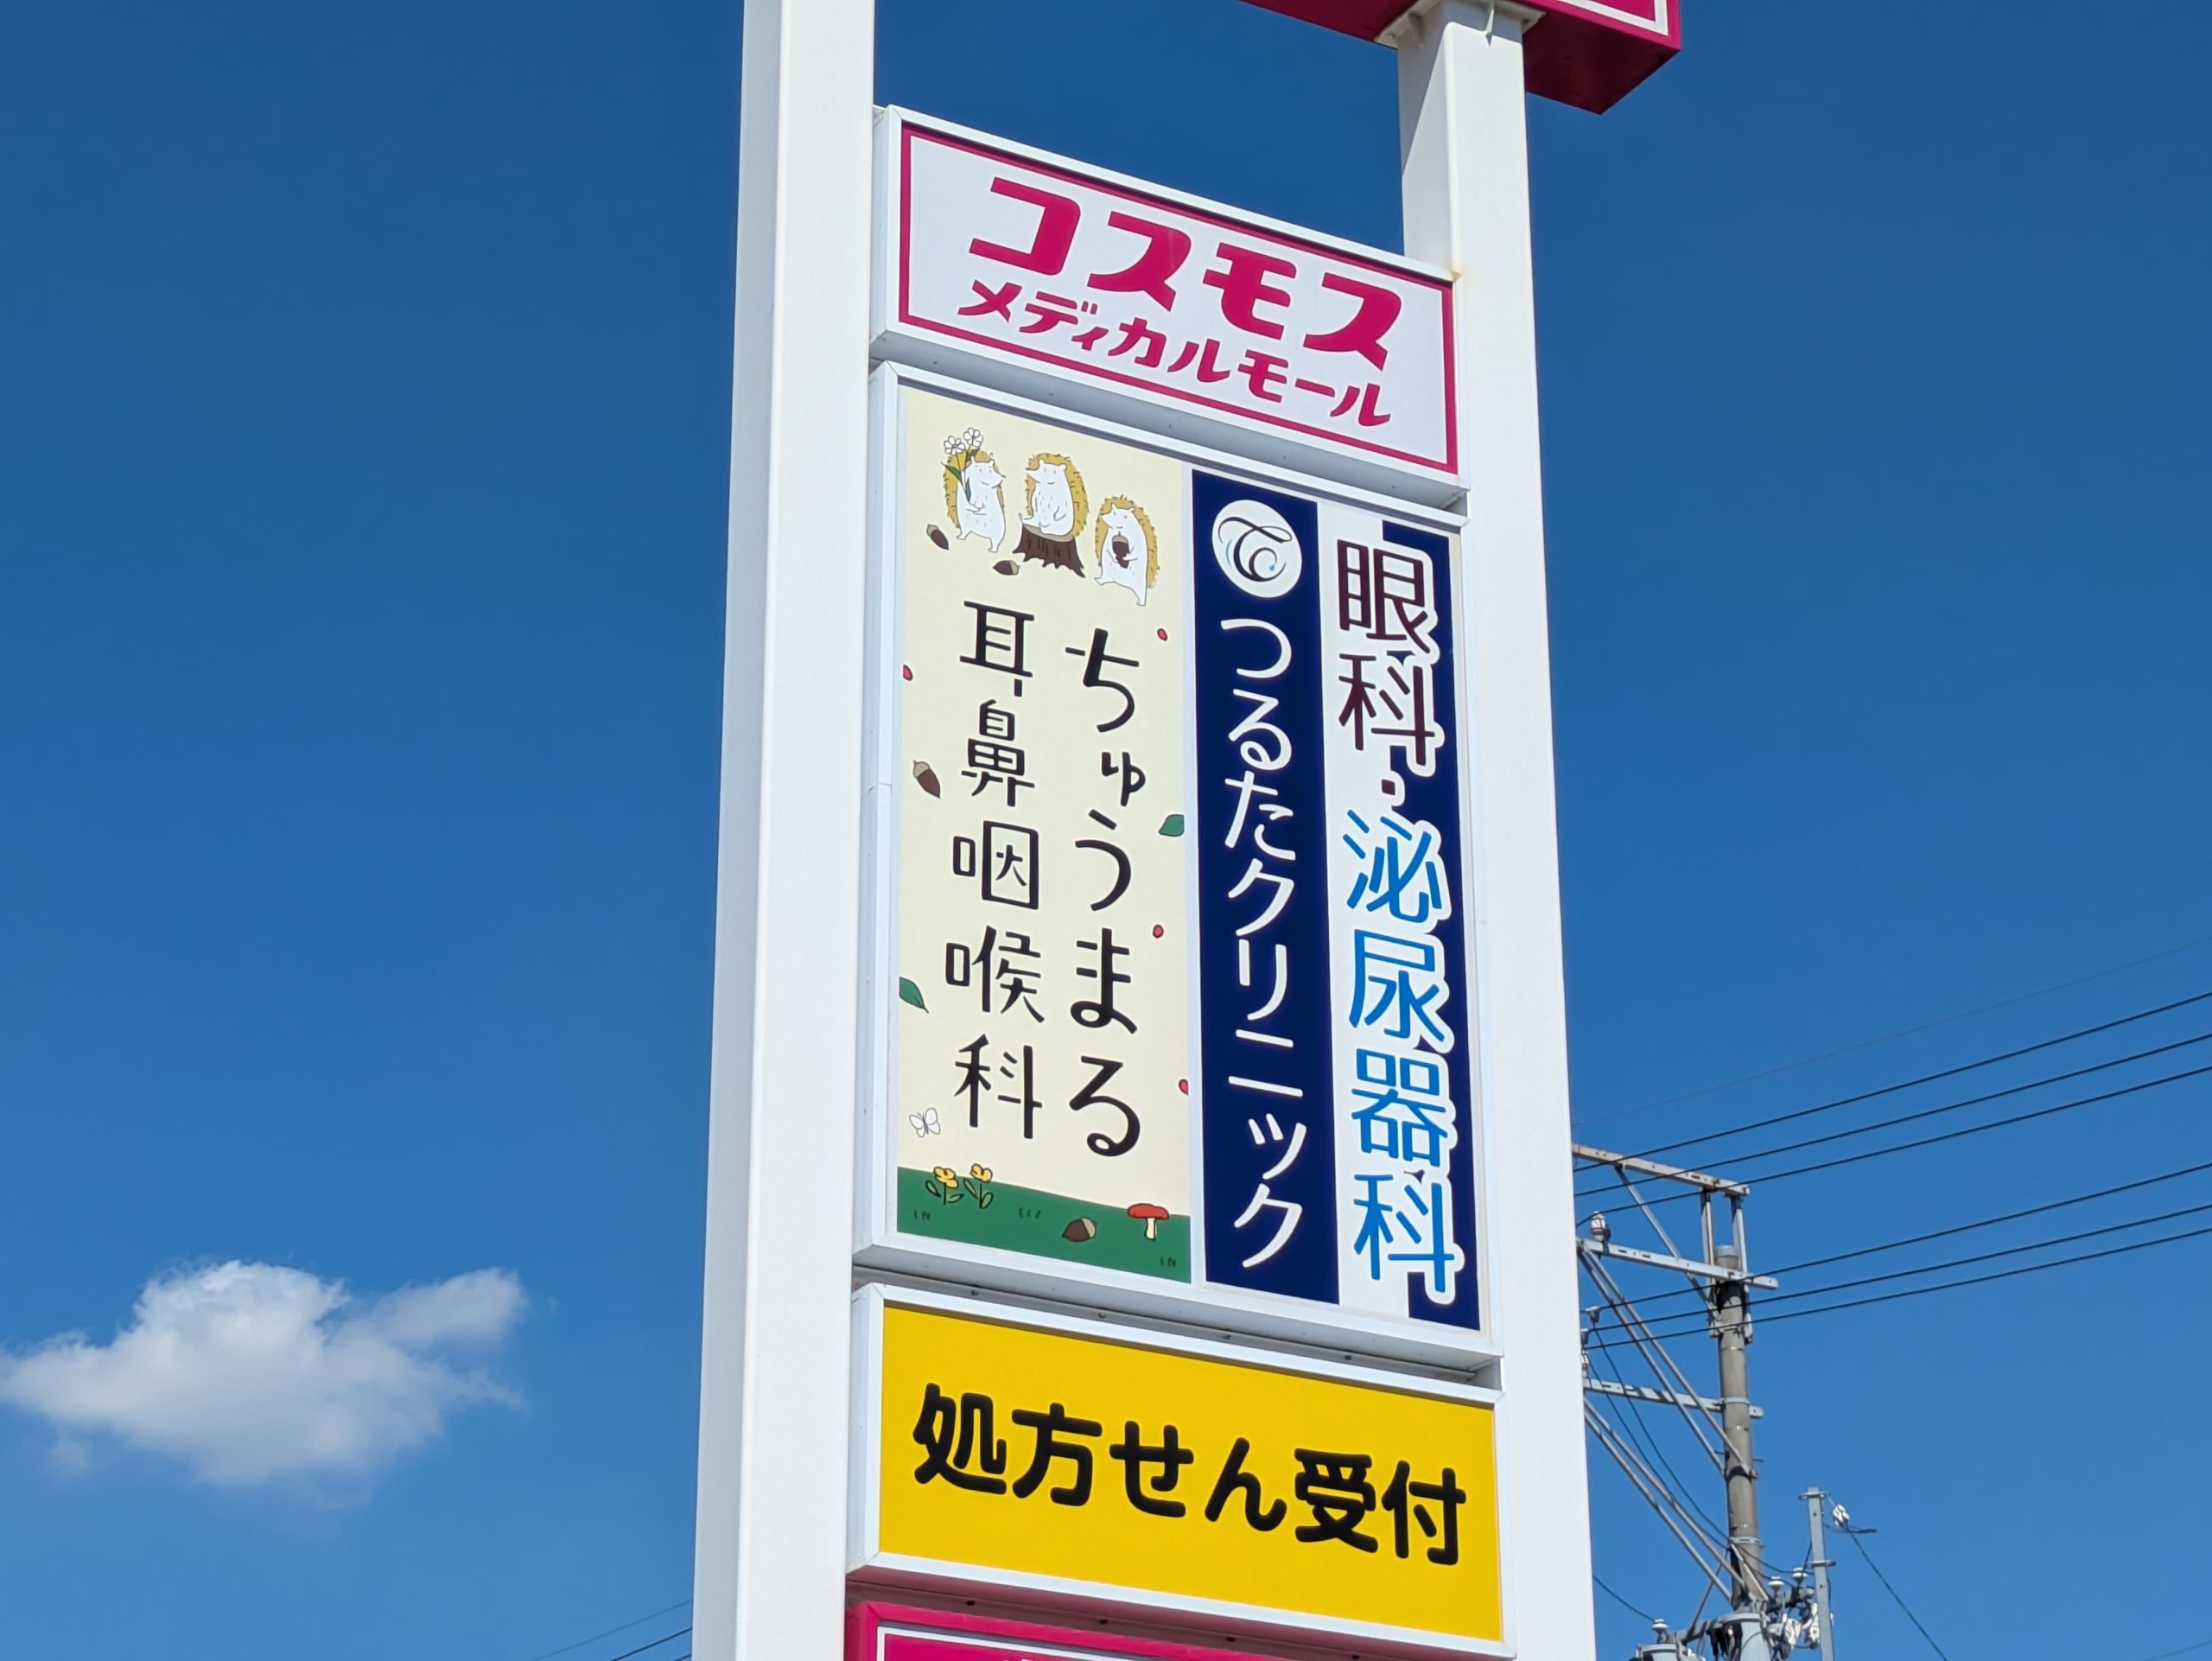 コスモス
メディカルモール
眼科・泌尿器科
つるたクリニック
ちゅうまる
耳鼻咽喉科
処方せん受付